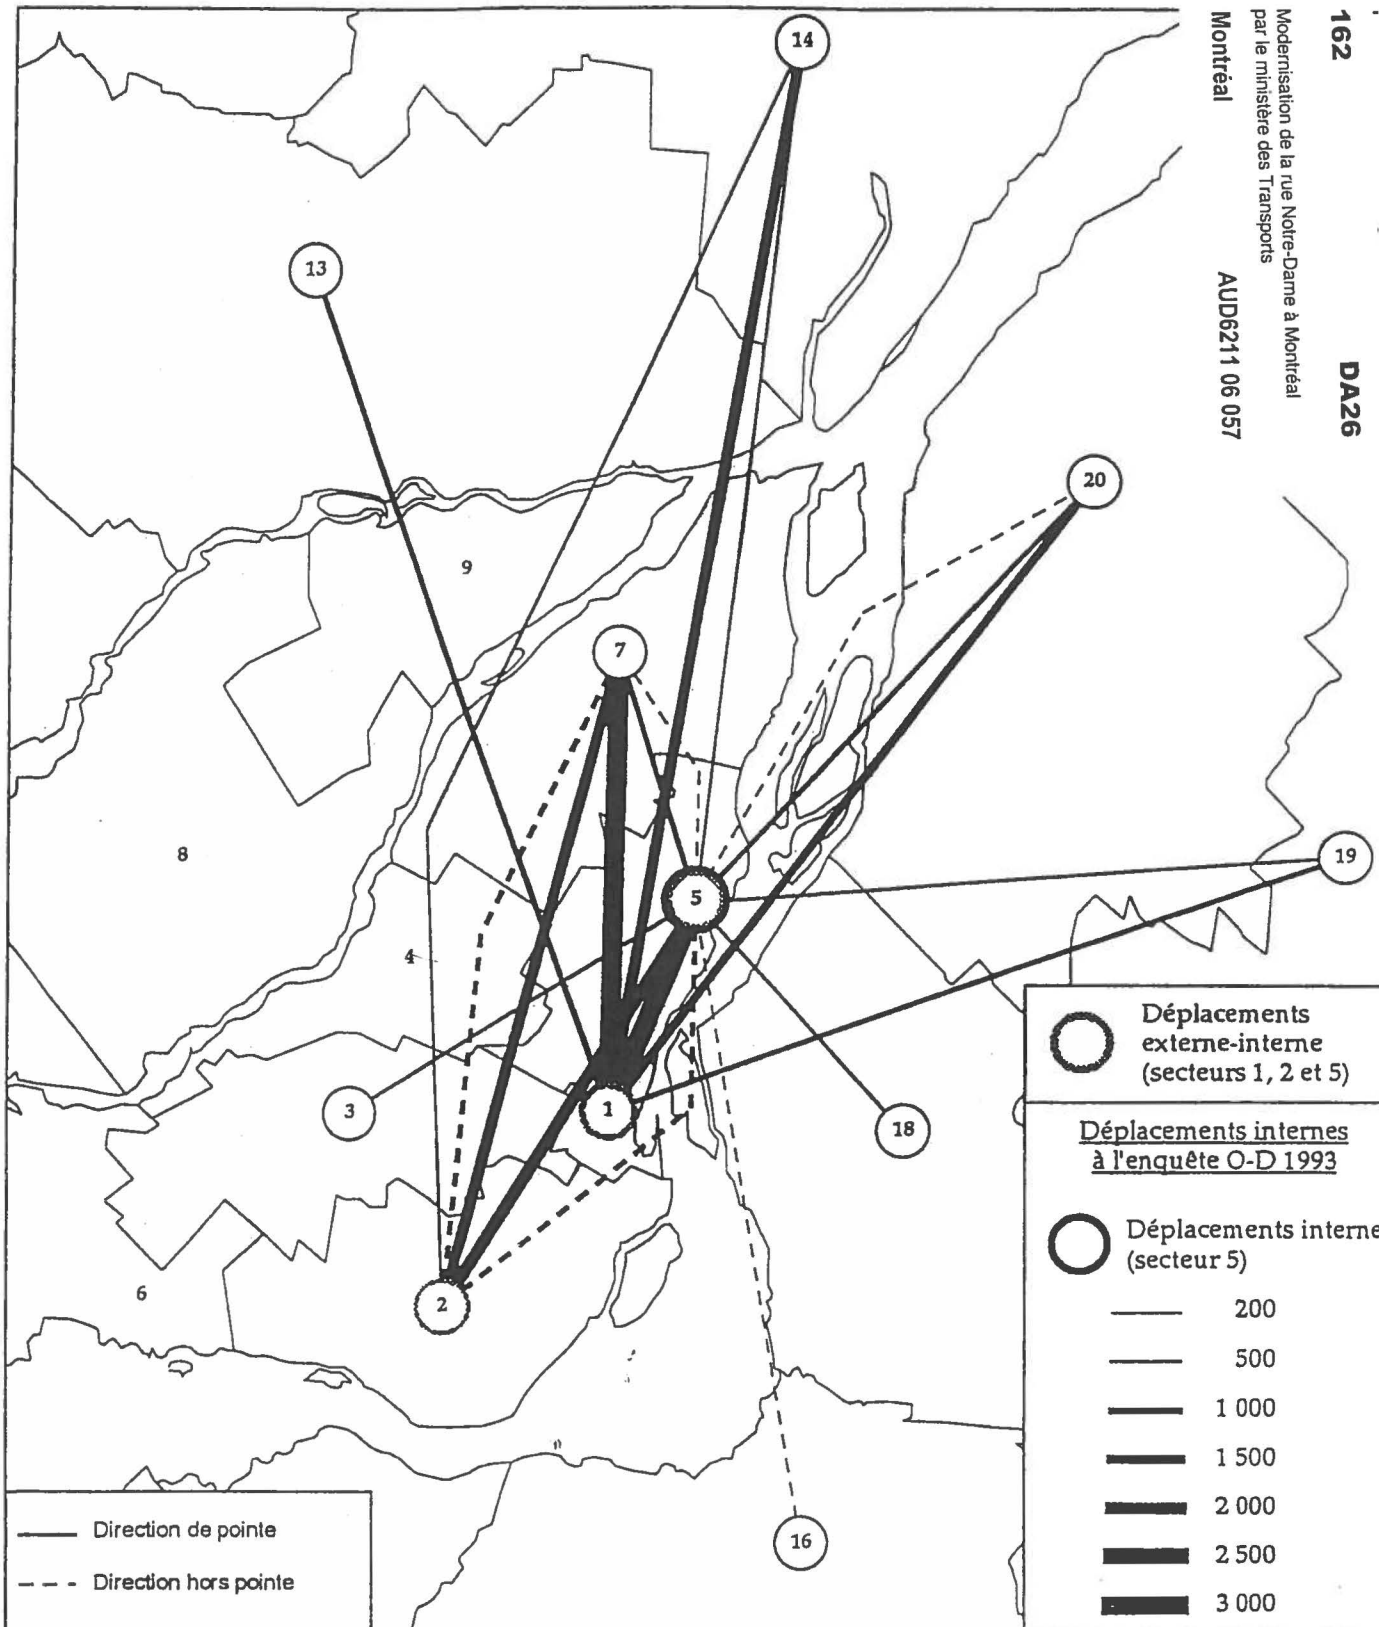 162
DA26
Modernisation de la rue Notre-Dame à Montréal
par le ministère des Transports
Montréal
AUD6211 06 057
14
13
20
9
7
8
19
5
4
3
1
18
6
2
16
Déplacements
externe-interne
(secteurs 1, 2 et 5)
Déplacements internes
à l'enquête O-D 1993
Déplacements interne
(secteur 5)
200
500
1 000
1 500
2 000
2 500
3 000
Direction de pointe
Direction hors pointe